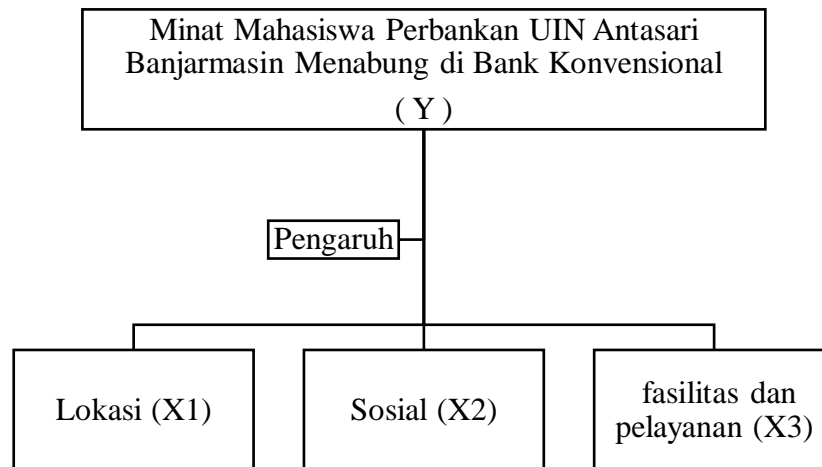 Minat Mahasiswa Perbankan UIN Antasari
Banjarmasin Menabung di Bank Konvensional
( Y )
Pengaruh
Lokasi (X1)
Sosial (X2)
fasilitas dan
pelayanan (X3)